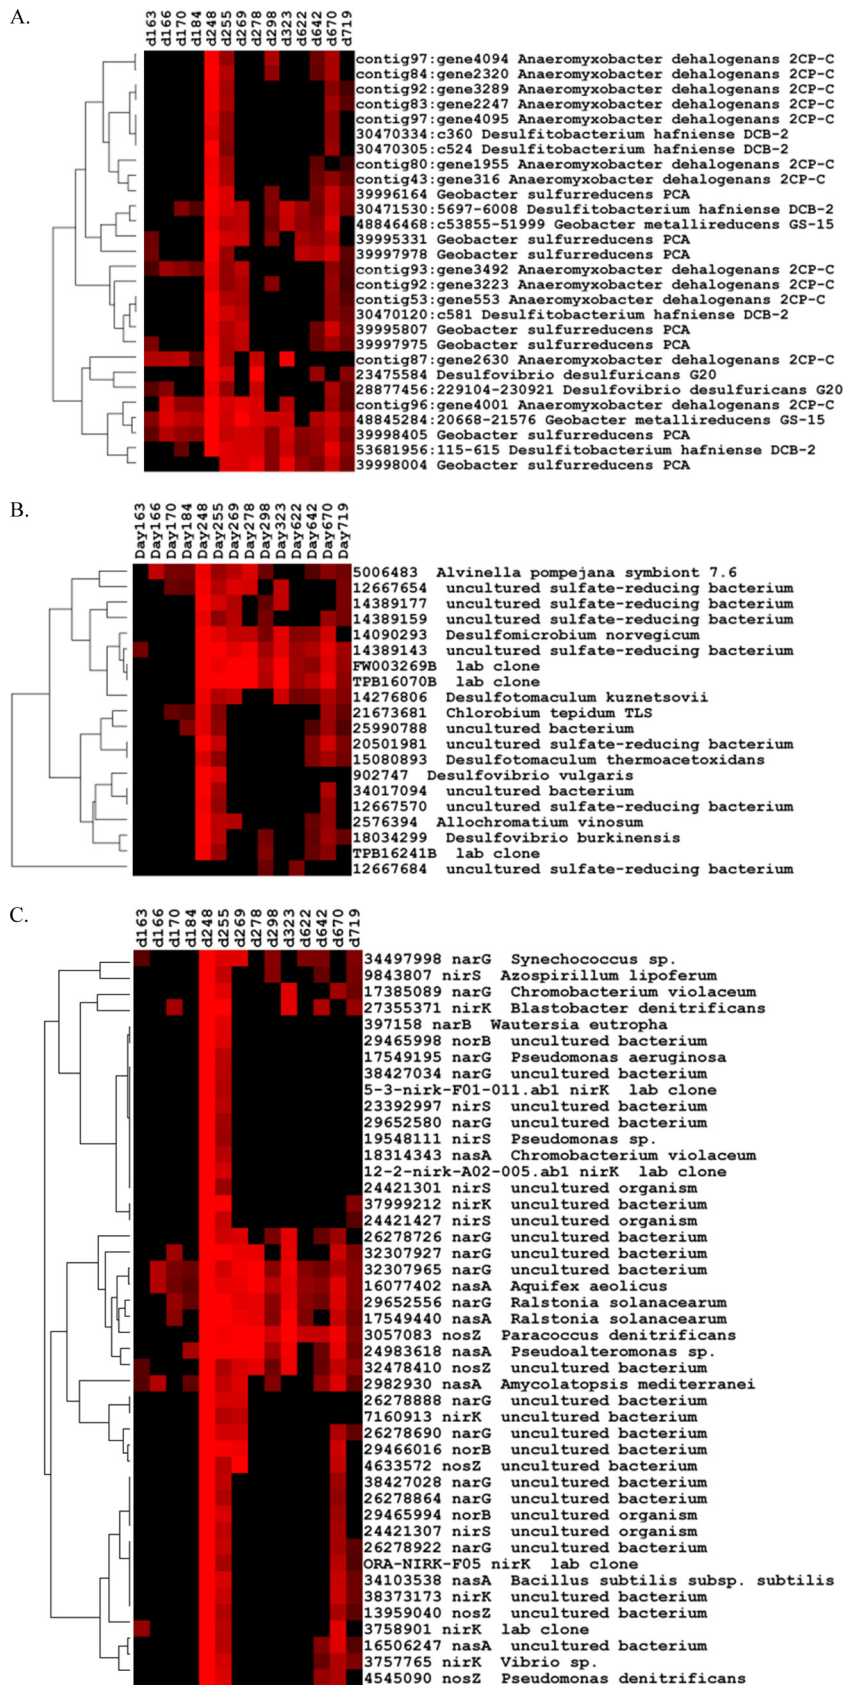 A.
d163 d166 d170 d184 d248 d255 d269 d278 d298 d323 d622 d642 d670 d719
contig97:gene4094 Anaeromyxobacter dehalogenans 2CP-C
contig84:gene2320 Anaeromyxobacter dehalogenans 2CP-C
contig92:gene3289 Anaeromyxobacter dehalogenans 2CP-C
contig83:gene2247 Anaeromyxobacter dehalogenans 2CP-C
contig97:gene4095 Anaeromyxobacter dehalogenans 2CP-C
30470334:c360 Desulfitobacterium hafniense DCB-2
30470305:c524 Desulfitobacterium hafniense DCB-2
contig80:gene1955 Anaeromyxobacter dehalogenans 2CP-C
contig43:gene316 Anaeromyxobacter dehalogenans 2CP-C
39996164 Geobacter sulfurreducens PCA
30471530:5697-6008 Desulfitobacterium hafniense DCB-2
48846468:c53855-51999 Geobacter metallireducens GS-15
39995331 Geobacter sulfurreducens PCA
39997978 Geobacter sulfurreducens PCA
contig93:gene3492 Anaeromyxobacter dehalogenans 2CP-C
contig92:gene3223 Anaeromyxobacter dehalogenans 2CP-C
contig53:gene553 Anaeromyxobacter dehalogenans 2CP-C
30470120:c581 Desulfitobacterium hafniense DCB-2
39995807 Geobacter sulfurreducens PCA
39997975 Geobacter sulfurreducens PCA
contig87:gene2630 Anaeromyxobacter dehalogenans 2CP-C
23475584 Desulfovibrio desulfuricans G20
28877456:229104-230921 Desulfovibrio desulfuricans G20
contig96:gene4001 Anaeromyxobacter dehalogenans 2CP-C
48845284:20668-21576 Geobacter metallireducens GS-15
39998405 Geobacter sulfurreducens PCA
53681956:115-615 Desulfitobacterium hafniense DCB-2
39998004 Geobacter sulfurreducens PCA
B.
Day163 Day166 Day170 Day184 Day248 Day255 Day269 Day278 Day298 Day323 Day622 Day642 Day670 Day719
5006483 Alvinella pompejana symbiont 7.6
12667654 uncultured sulfate-reducing bacterium
14389177 uncultured sulfate-reducing bacterium
14389159 uncultured sulfate-reducing bacterium
14090293 Desulfomicrobium norvegicum
14389143 uncultured sulfate-reducing bacterium
FW003269B lab clone
TPB16070B lab clone
14276806 Desulfotomaculum kuznetsovii
21673681 Chlorobium tepidum TLS
25990788 uncultured bacterium
20501981 uncultured sulfate-reducing bacterium
15080893 Desulfotomaculum thermoacetoxidans
902747 Desulfovibrio vulgaris
34017094 uncultured bacterium
12667570 uncultured sulfate-reducing bacterium
2576394 Allochromatium vinosum
18034299 Desulfovibrio burkinensis
TPB16241B lab clone
12667684 uncultured sulfate-reducing bacterium
C.
d163 d166 d170 d184 d248 d255 d269 d278 d298 d323 d622 d642 d670 d719
34497998 narG Synechococcus sp.
9843807 nirS Azospirillum lipoferum
17385089 narG Chromobacterium violaceum
27355371 nirK Blastobacter denitrificans
397158 narB Wautersia eutropha
29465998 norB uncultured bacterium
17549195 narG Pseudomonas aeruginosa
38427034 narG uncultured bacterium
5-3-nirk-F01-011.ab1 nirK lab clone
23392997 nirS uncultured bacterium
29652580 narG uncultured bacterium
19548111 nirS Pseudomonas sp.
18314343 nasA Chromobacterium violaceum
12-2-nirk-A02-005.ab1 nirK lab clone
24421301 nirS uncultured organism
37999212 nirK uncultured bacterium
24421427 nirS uncultured organism
26278726 narG uncultured bacterium
32307927 narG uncultured bacterium
32307965 narG uncultured bacterium
16077402 nasA Aquifex aeolicus
29652556 narG Ralstonia solanacearum
17549440 nasA Ralstonia solanacearum
3057083 nosZ Paracoccus denitrificans
24983618 nasA Pseudoalteromonas sp.
32478410 nosZ uncultured bacterium
2982930 nasA Amycolatopsis mediterranei
26278888 narG uncultured bacterium
7160913 nirK uncultured bacterium
26278690 narG uncultured bacterium
29466016 norB uncultured bacterium
4633572 nosZ uncultured bacterium
38427028 narG uncultured bacterium
26278864 narG uncultured bacterium
29465994 norB uncultured organism
24421307 nirS uncultured organism
26278922 narG uncultured bacterium
ORA-NIRK-F05 nirK lab clone
34103538 nasA Bacillus subtilis subsp. subtilis
38373173 nirK uncultured bacterium
13959040 nosZ uncultured bacterium
3758901 nirK lab clone
16506247 nasA uncultured bacterium
3757765 nirK Vibrio sp.
4545090 nosZ Pseudomonas denitrificans